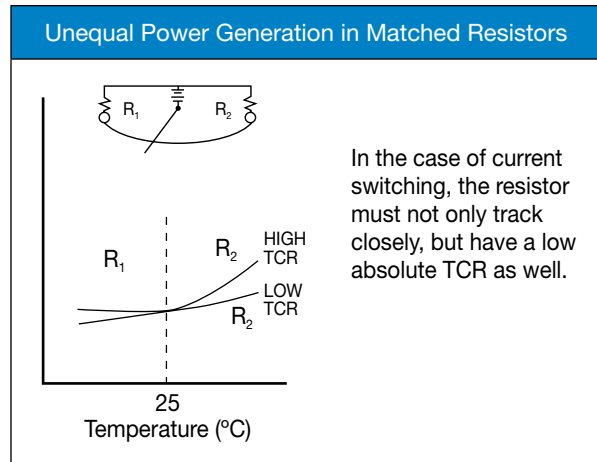 Unequal Power Generation in Matched Resistors
R₁
R₂
In the case of current
switching, the resistor
must not only track
closely, but have a low
absolute TCR as well.
R₁
R₂
HIGH
TCR
LOW
TCR
R₂
25
Temperature (ºC)